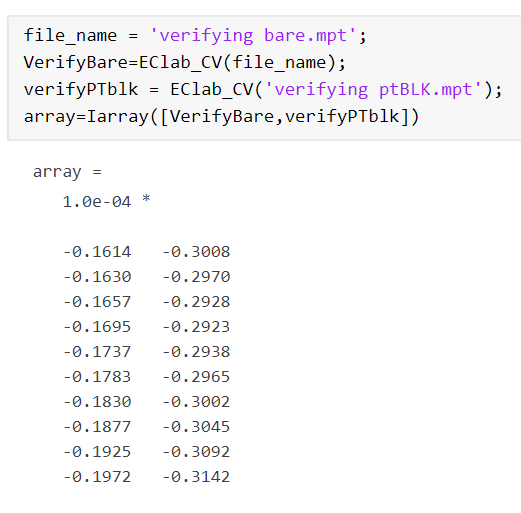 file_name = 'verifying bare.mpt';
VerifyBare=EClab_CV(file_name);
verifyPTblk = EClab_CV('verifying ptBLK.mpt');
array=Iarray([VerifyBare,verifyPTblk])
array =
1.0e-04 *
-0.1614 -0.3008
-0.1630 -0.2970
-0.1657 -0.2928
-0.1695 -0.2923
-0.1737 -0.2938
-0.1783 -0.2965
-0.1830 -0.3002
-0.1877 -0.3045
-0.1925 -0.3092
-0.1972 -0.3142